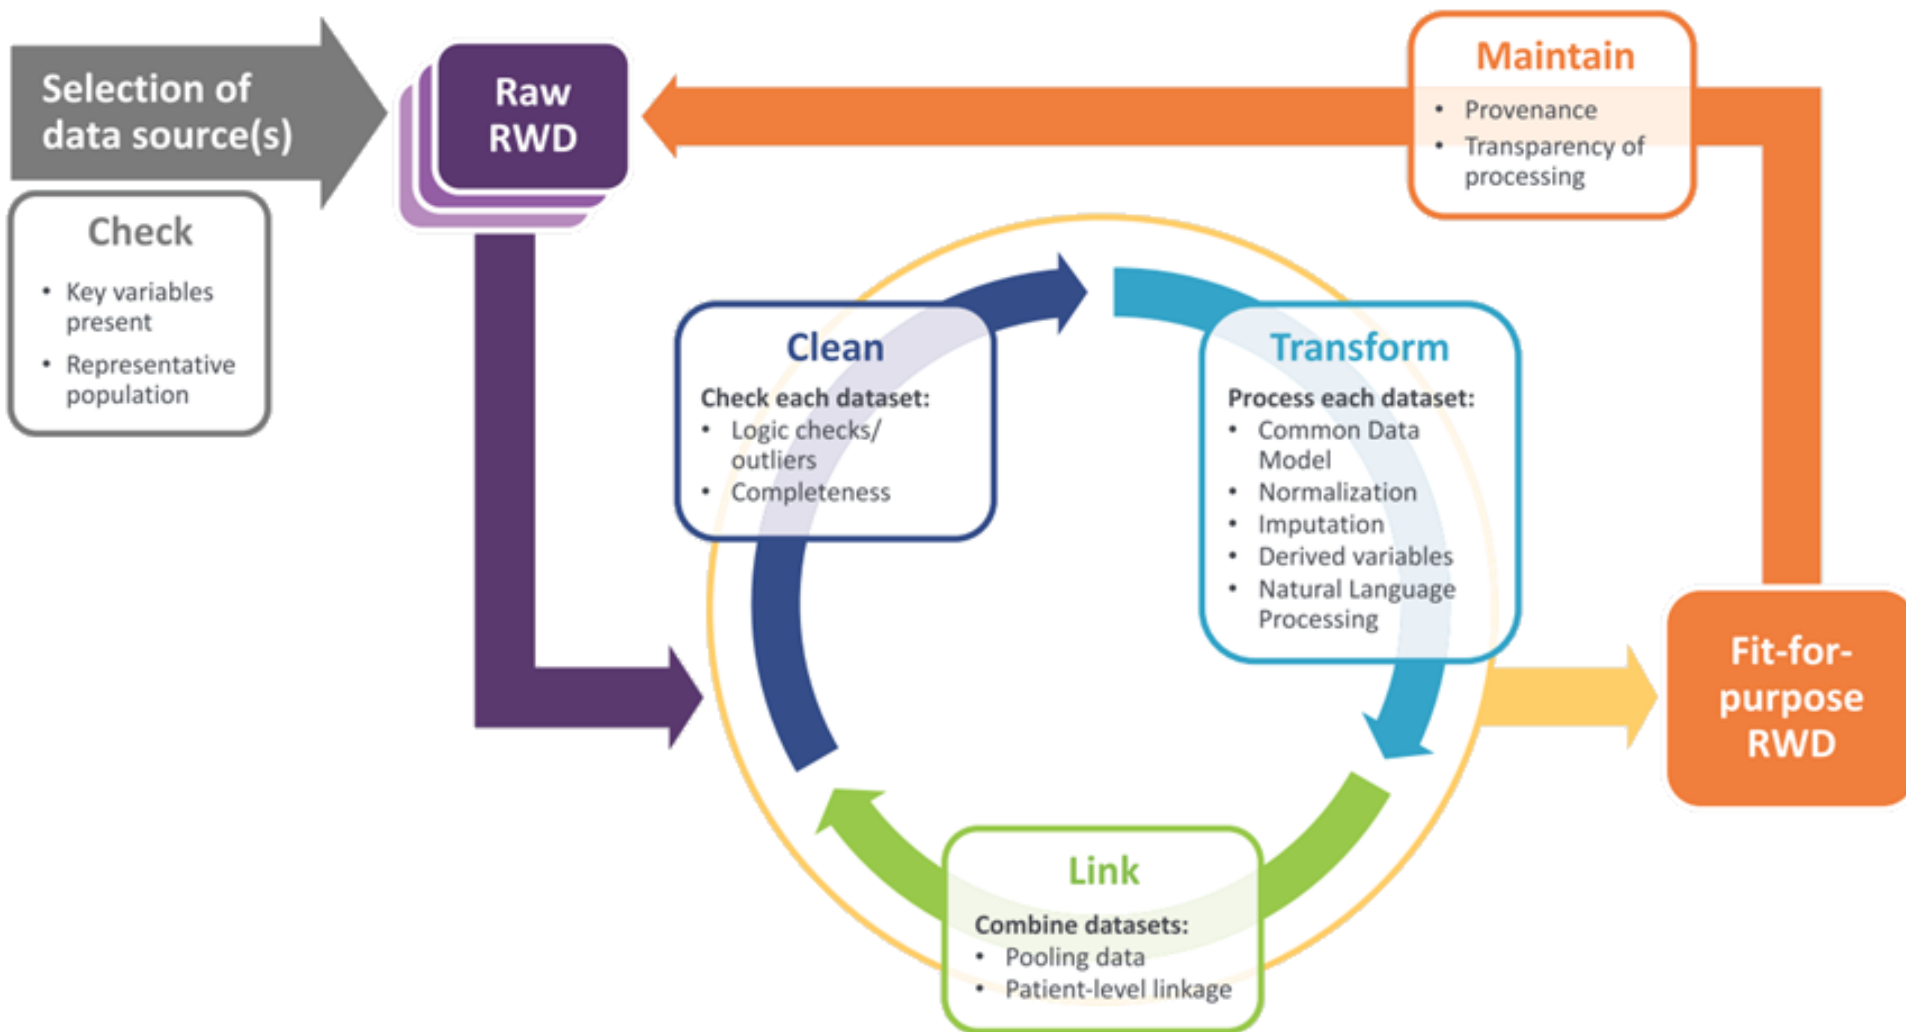 Selection of
data source(s)
Check
• Key variables
present
• Representative
population
Raw
RWD
Maintain
• Provenance
• Transparency of
processing
Clean
Check each dataset:
• Logic checks/
outliers
• Completeness
Transform
Process each dataset:
• Common Data
Model
• Normalization
• Imputation
• Derived variables
• Natural Language
Processing
Link
Combine datasets:
• Pooling data
• Patient-level linkage
Fit-for-
purpose
RWD